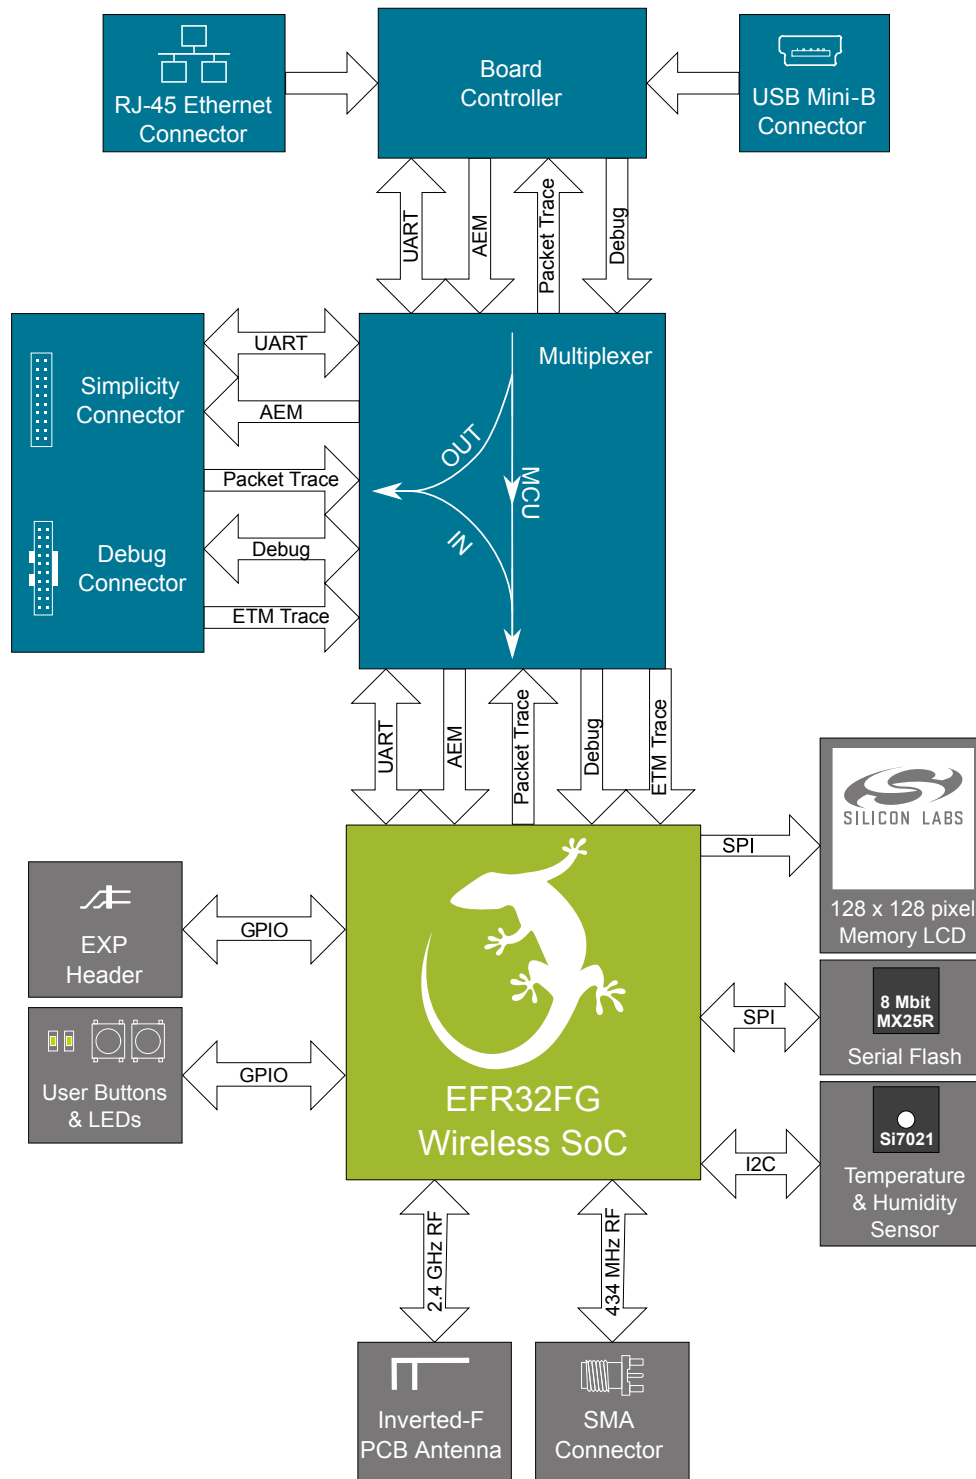 RJ-45 Ethernet
Connector
Board
Controller
USB Mini-B
Connector
UART
AEM
Packet Trace
Debug
Simplicity
Connector
Debug
Connector
UART
AEM
Packet Trace
Debug
ETM Trace
Multiplexer
OUT
MCU
IN
UART
AEM
Packet Trace
Debug
ETM Trace
SPI
SILICON LABS
128 x 128 pixel
Memory LCD
EXP
Header
GPIO
User Buttons
& LEDs
GPIO
EFR32FG
Wireless SoC
SPI
8 Mbit
MX25R
Serial Flash
I2C
Si7021
Temperature
& Humidity
Sensor
2.4 GHz RF
434 MHz RF
Inverted-F
PCB Antenna
SMA
Connector